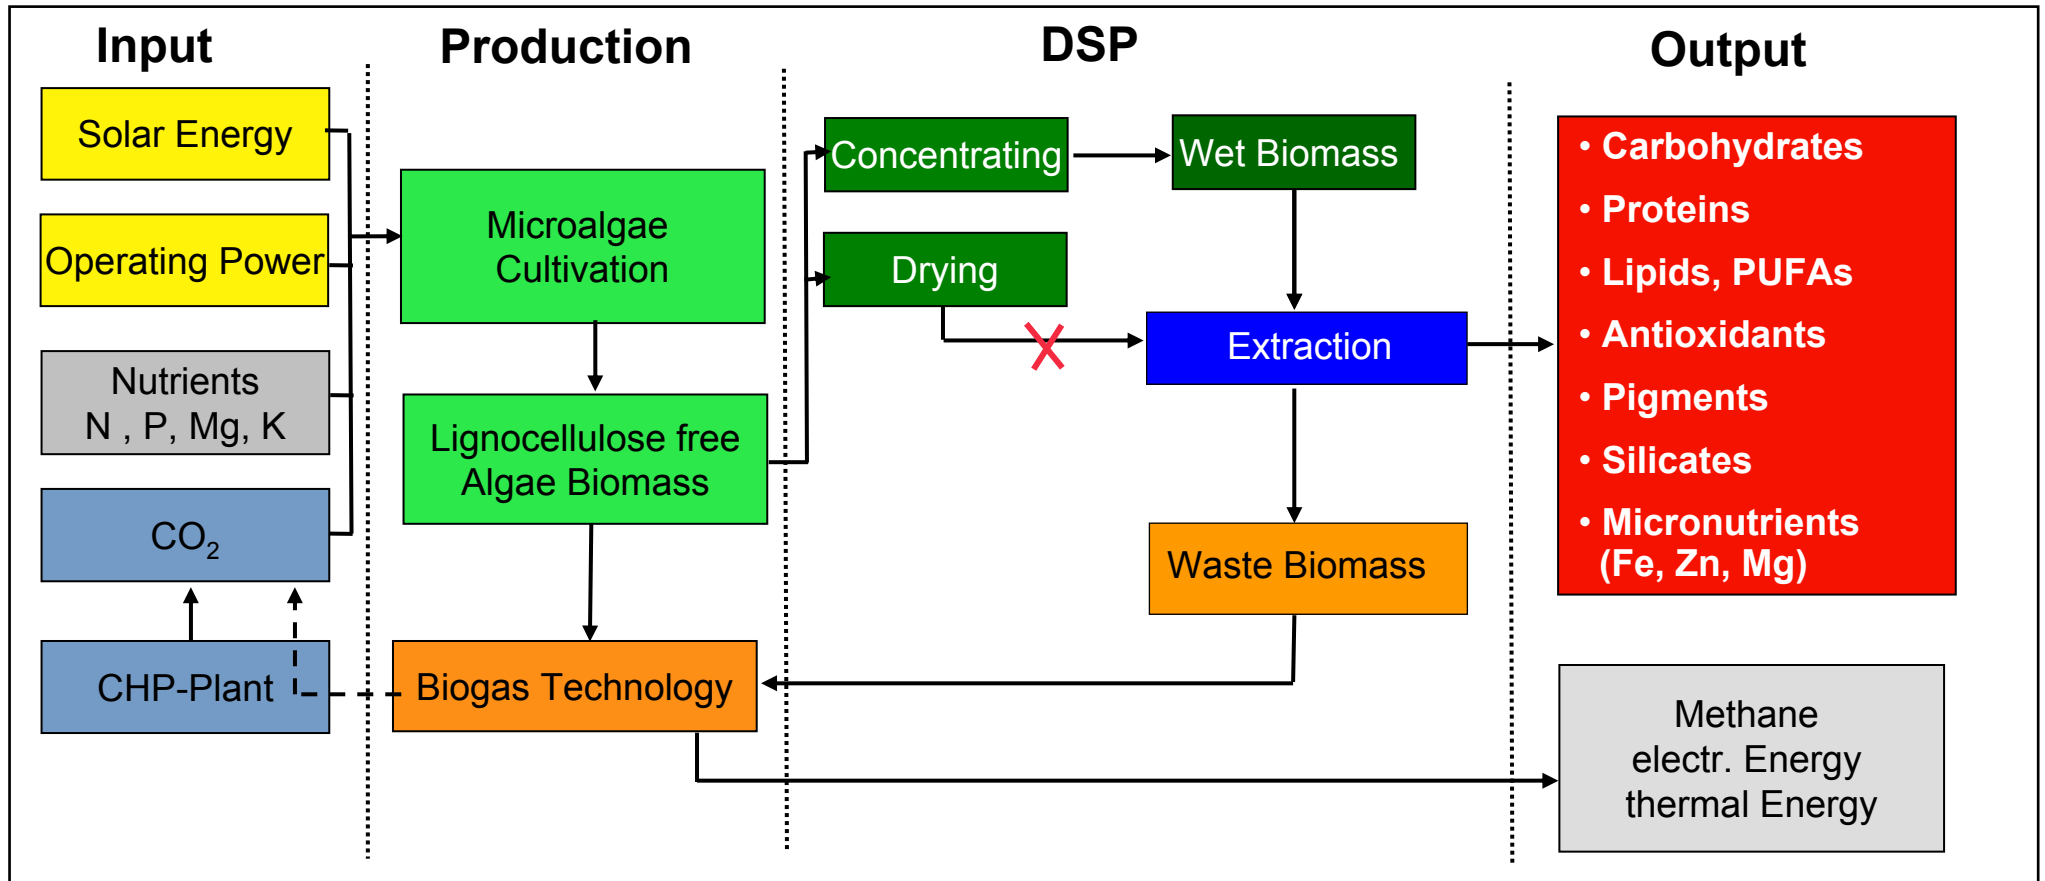 Input
Production
DSP
Output
Solar Energy
Operating Power
Nutrients
N , P, Mg, K
CO₂
CHP-Plant
Microalgae
Cultivation
Lignocellulose free
Algae Biomass
Biogas Technology
Concentrating
Wet Biomass
Drying
Extraction
Waste Biomass
• Carbohydrates
• Proteins
• Lipids, PUFAs
• Antioxidants
• Pigments
• Silicates
• Micronutrients
(Fe, Zn, Mg)
Methane
electr. Energy
thermal Energy